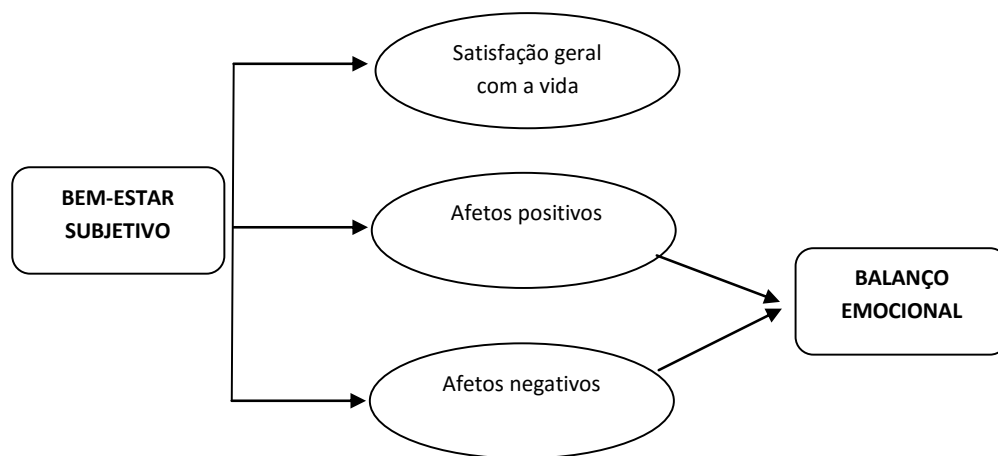 Satisfação geral
com a vida
BEM-ESTAR
SUBJETIVO
Afetos positivos
BALANÇO
EMOCIONAL
Afetos negativos